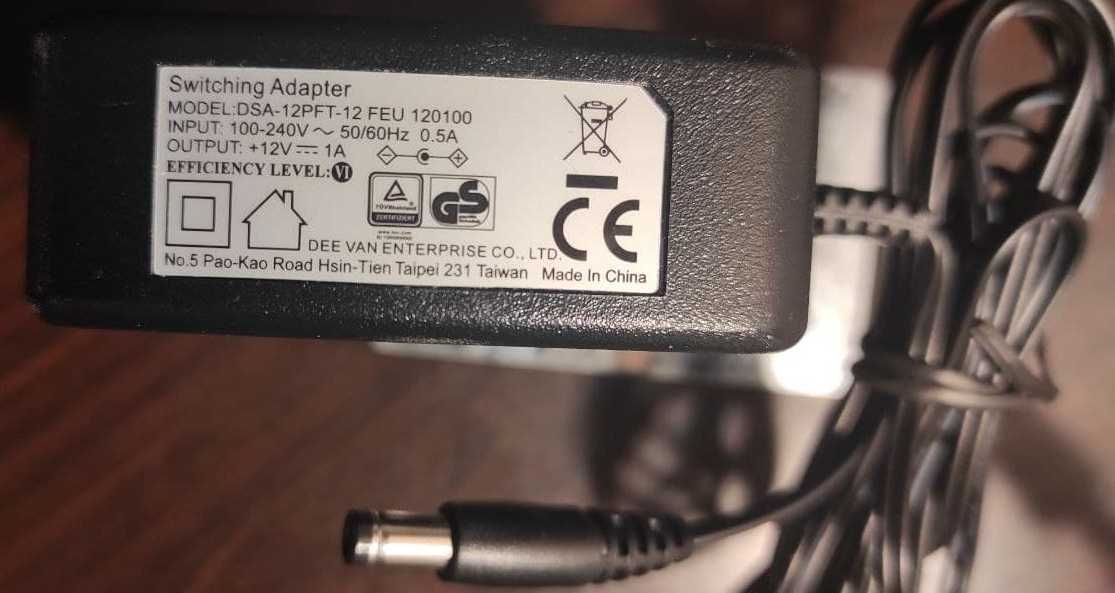 Switching Adapter
MODEL:DSA-12PFT-12 FEU 120100
INPUT: 100-240V ~ 50/60Hz 0.5A
OUTPUT: +12V ⎓ 1A
EFFICIENCY LEVEL:VI
TÜVRheinland
ZERTIFIZIERT
GS
CE
DEE VAN ENTERPRISE CO., LTD.
No.5 Pao-Kao Road Hsin-Tien Taipei 231 Taiwan Made In China